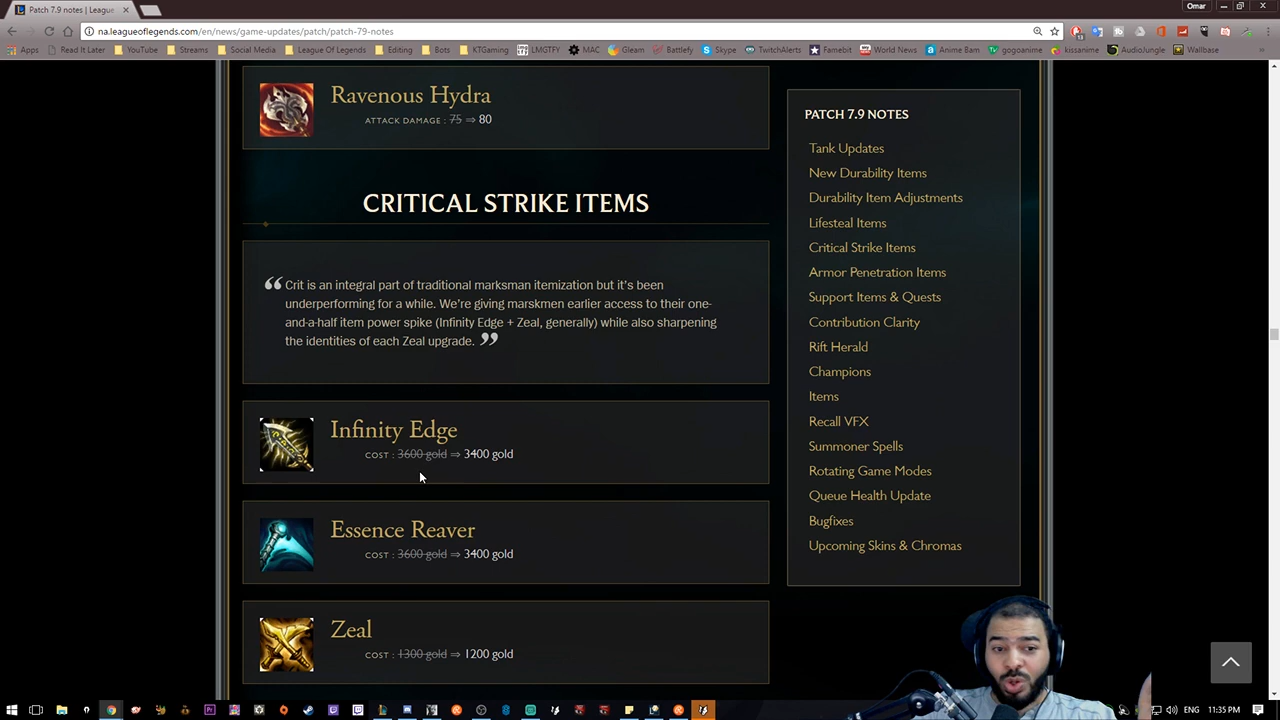 Patch 7.9 notes | League
Omar
na.leagueoflegends.com/en/news/game-updates/patch/patch-79-notes
Apps Read It Later YouTube Streams Social Media League Of Legends Editing Bots KTGaming LMGTFY MAC Gleam Battlefy Skype TwitchAlerts Famebit World News Anime Bam gogoanime kissanime AudioJungle Wallbase
Ravenous Hydra
ATTACK DAMAGE : 75 ⇒ 80
CRITICAL STRIKE ITEMS
“ Crit is an integral part of traditional marksman itemization but it's been
underperforming for a while. We're giving marskmen earlier access to their one-
and-a-half item power spike (Infinity Edge + Zeal, generally) while also sharpening
the identities of each Zeal upgrade. ”
Infinity Edge
COST : 3600 gold ⇒ 3400 gold
Essence Reaver
COST : 3600 gold ⇒ 3400 gold
Zeal
COST : 1300 gold ⇒ 1200 gold
PATCH 7.9 NOTES
Tank Updates
New Durability Items
Durability Item Adjustments
Lifesteal Items
Critical Strike Items
Armor Penetration Items
Support Items & Quests
Contribution Clarity
Rift Herald
Champions
Items
Recall VFX
Summoner Spells
Rotating Game Modes
Queue Health Update
Bugfixes
Upcoming Skins & Chromas
11:35 PM